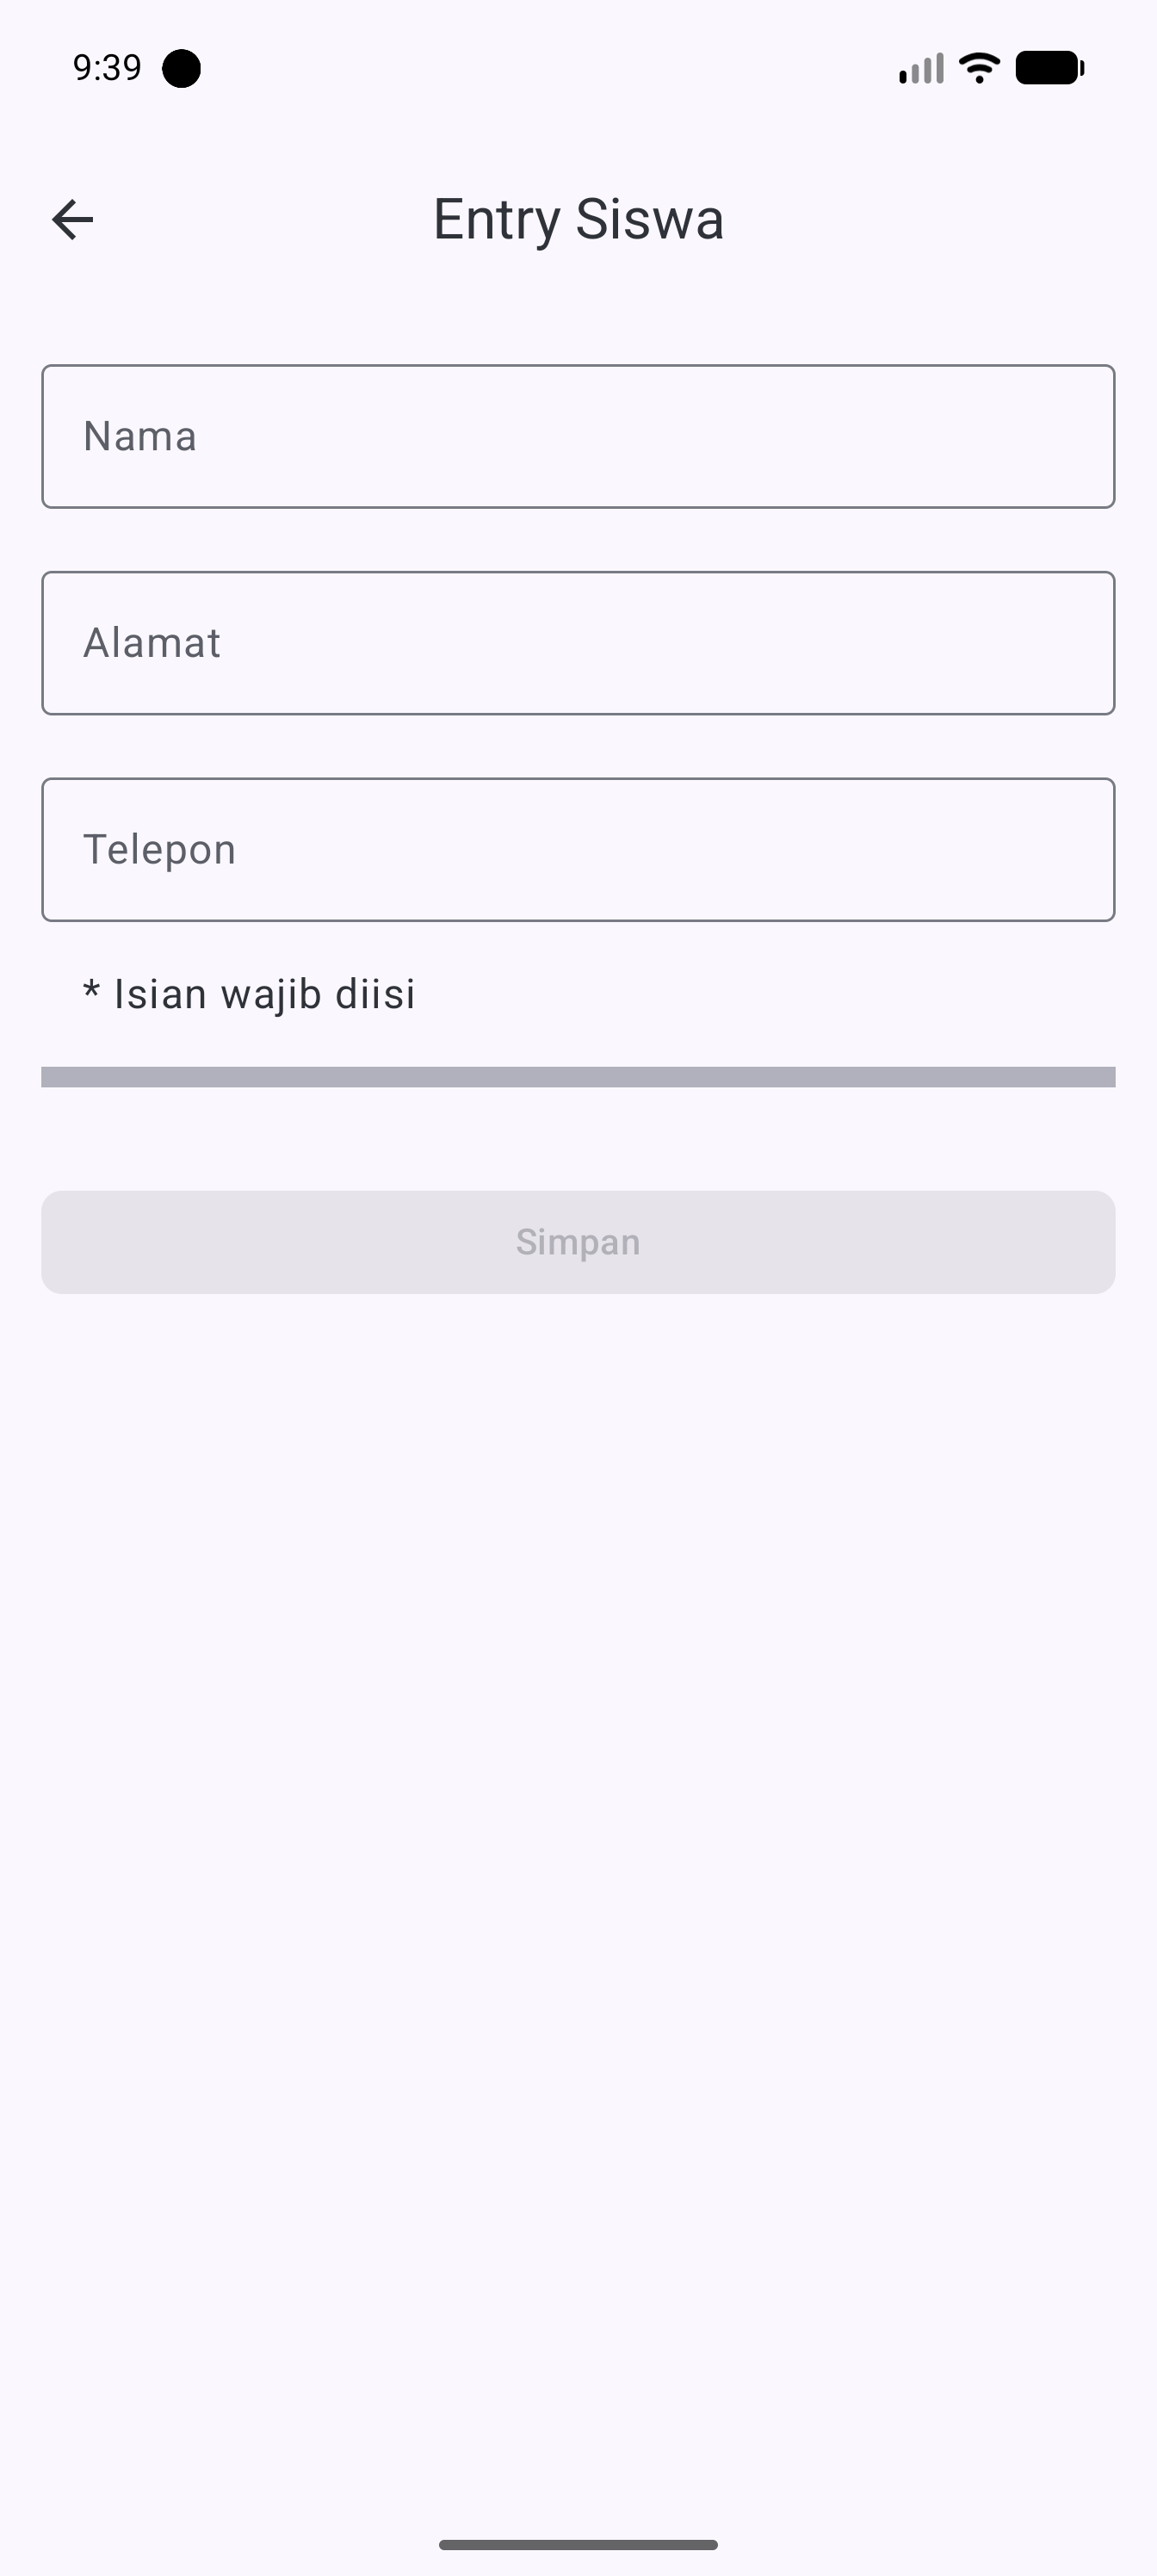 9:39
Entry Siswa
Nama
Alamat
Telepon
* Isian wajib diisi
Simpan